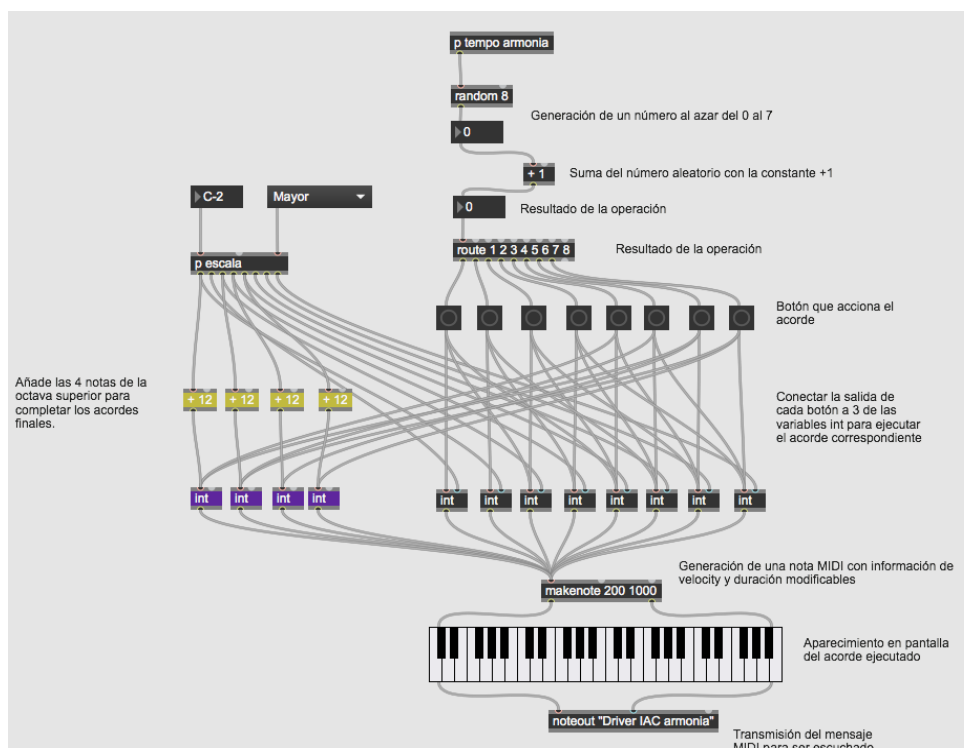 p tempo armonia
random 8
Generación de un número al azar del 0 al 7
0
+ 1
Suma del número aleatorio con la constante +1
C-2
Mayor
0
Resultado de la operación
route 1 2 3 4 5 6 7 8
Resultado de la operación
p escala
Botón que acciona el
acorde
Añade las 4 notas de la
octava superior para
completar los acordes
finales.
+ 12
+ 12
+ 12
+ 12
Conectar la salida de
cada botón a 3 de las
variables int para ejecutar
el acorde correspondiente
int
int
int
int
int
int
int
int
int
int
int
int
Generación de una nota MIDI con información de
velocity y duración modificables
makenote 200 1000
Aparecimiento en pantalla
del acorde ejecutado
noteout "Driver IAC armonia"
Transmisión del mensaje
MIDI para ser escuchado